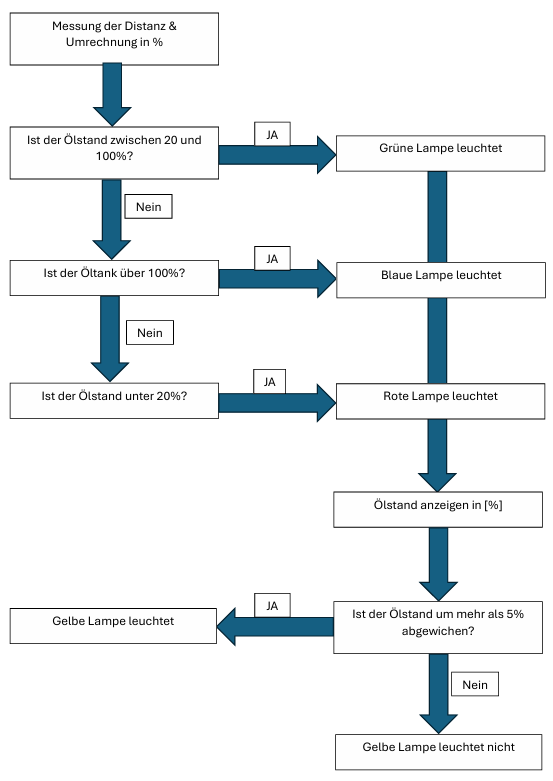 Messung der Distanz &
Umrechnung in %
Ist der Ölstand zwischen 20 und
100%?
JA
Grüne Lampe leuchtet
Nein
Ist der Öltank über 100%?
JA
Blaue Lampe leuchtet
Nein
Ist der Ölstand unter 20%?
JA
Rote Lampe leuchtet
Ölstand anzeigen in [%]
Ist der Ölstand um mehr als 5%
abgewichen?
JA
Gelbe Lampe leuchtet
Nein
Gelbe Lampe leuchtet nicht